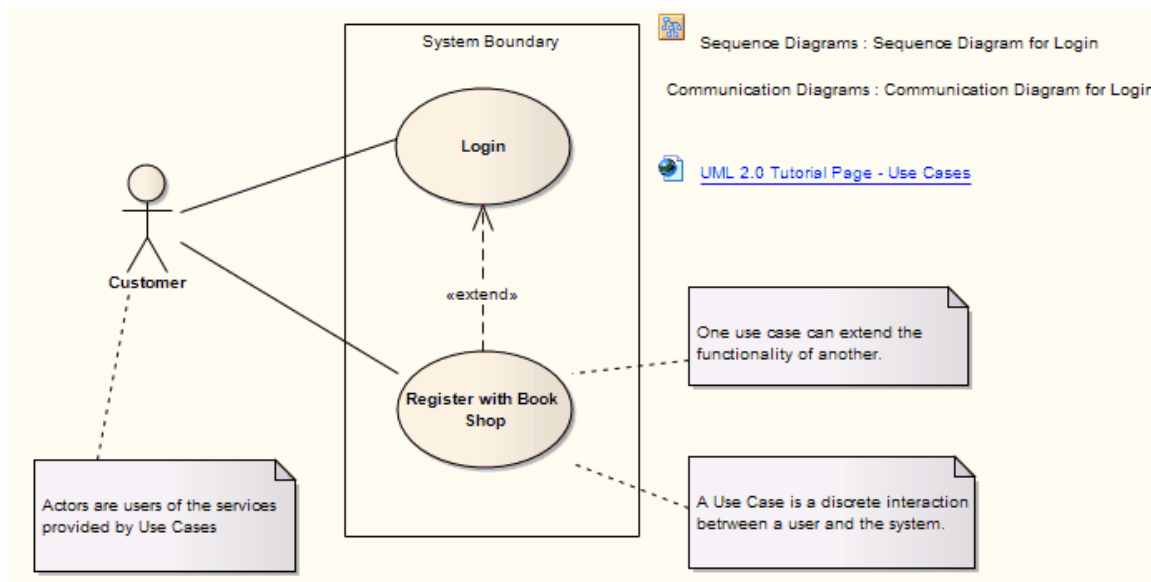 System Boundary
Sequence Diagrams : Sequence Diagram for Login
Communication Diagrams : Communication Diagram for Login
Login
UML 2.0 Tutorial Page - Use Cases
Customer
«extend»
One use case can extend the
functionality of another.
Register with Book
Shop
Actors are users of the services
provided by Use Cases
A Use Case is a discrete interaction
betrween a user and the system.